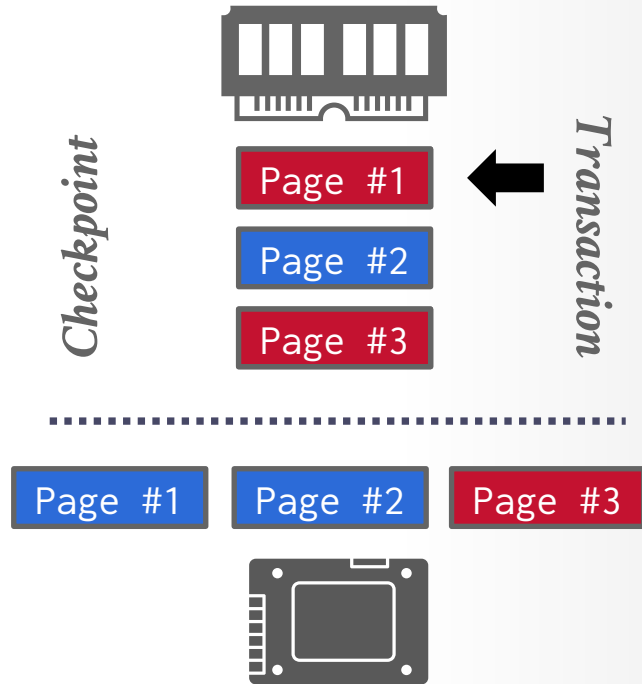 Checkpoint
Transaction
Page #1
Page #2
Page #3
Page #1
Page #2
Page #3